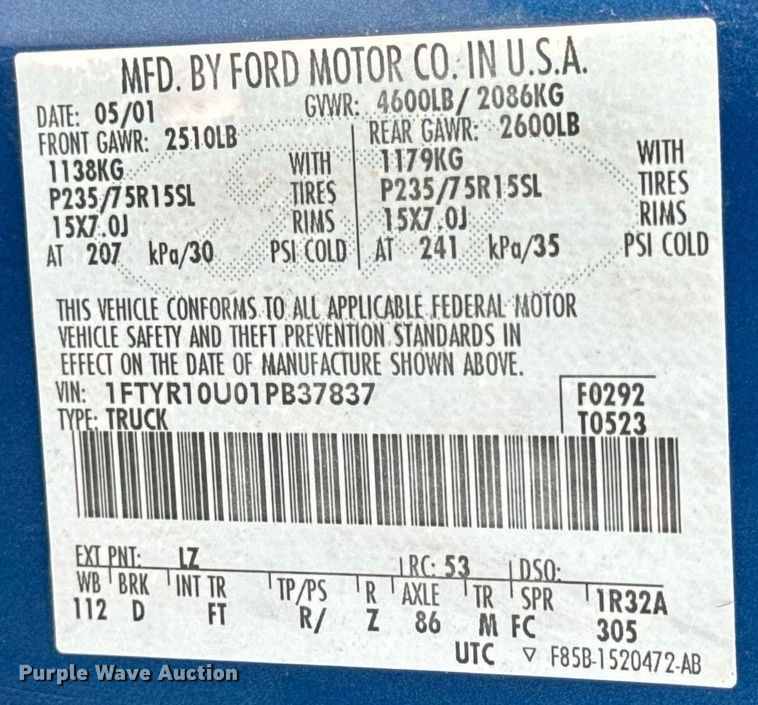 MFD. BY FORD MOTOR CO. IN U.S.A.
DATE: 05/01 GVWR: 4600LB/ 2086KG
FRONT GAWR: 2510LB REAR GAWR: 2600LB
1138KG WITH 1179KG WITH
P235/75R15SL TIRES P235/75R15SL TIRES
15X7.0J RIMS 15X7.0J RIMS
AT 207 kPa/30 PSI COLD AT 241 kPa/35 PSI COLD
THIS VEHICLE CONFORMS TO ALL APPLICABLE FEDERAL MOTOR
VEHICLE SAFETY AND THEFT PREVENTION STANDARDS IN
EFFECT ON THE DATE OF MANUFACTURE SHOWN ABOVE.
VIN: 1FTYR10U01PB37837 F0292
TYPE: TRUCK T0523
EXT PNT: LZ RC: 53 DSO:
WB BRK INT TR TP/PS R AXLE TR SPR 1R32A
112 D FT R/ Z 86 M FC 305
UTC ▽ F85B-1520472-AB
Purple Wave Auction